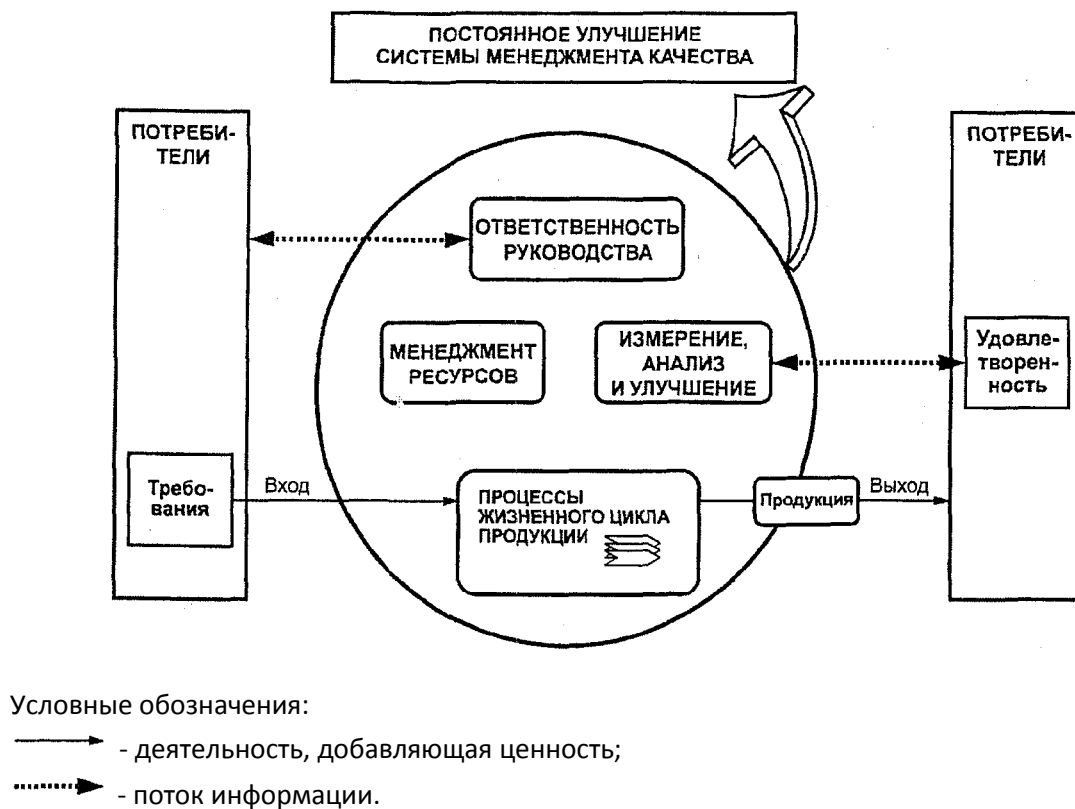 ПОСТОЯННОЕ УЛУЧШЕНИЕ
СИСТЕМЫ МЕНЕДЖМЕНТА КАЧЕСТВА
ПОТРЕБИ-
ТЕЛИ
ПОТРЕБИ-
ТЕЛИ
ОТВЕТСТВЕННОСТЬ
РУКОВОДСТВА
МЕНЕДЖМЕНТ
РЕСУРСОВ
ИЗМЕРЕНИЕ,
АНАЛИЗ
И УЛУЧШЕНИЕ
Удовле-
творен-
ность
Требо-
вания
Вход
ПРОЦЕССЫ
ЖИЗНЕННОГО ЦИКЛА
ПРОДУКЦИИ
Продукция
Выход
Условные обозначения:
- деятельность, добавляющая ценность;
- поток информации.